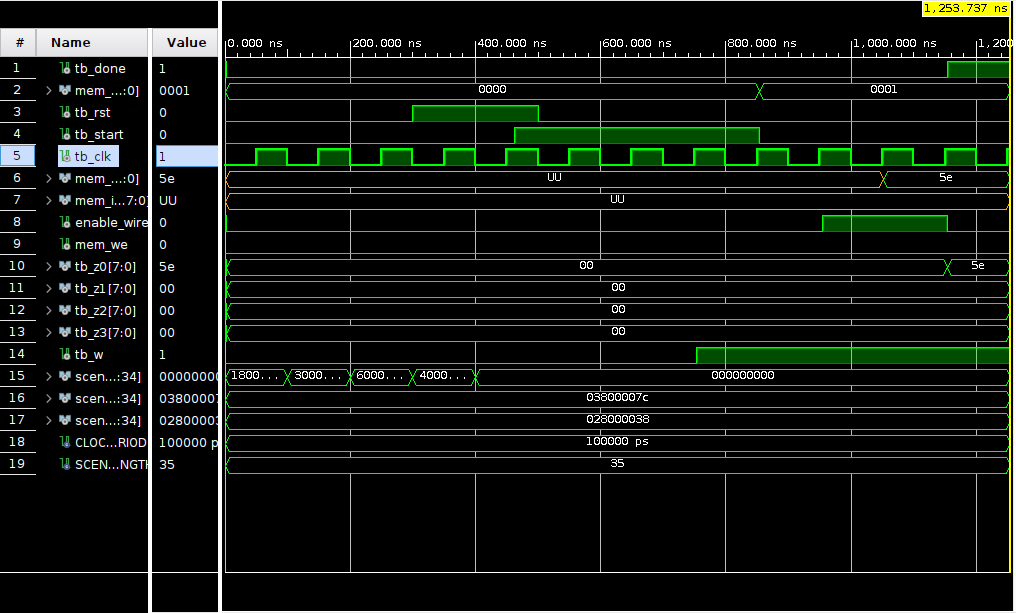 1,253.737 ns
# Name Value
0.000 ns 200.000 ns 400.000 ns 600.000 ns 800.000 ns 1,000.000 ns 1,200
1 tb_done 1
2 mem_...:0] 0001 0000 0001
3 tb_rst 0
4 tb_start 0
5 tb_clk 1
6 mem_...:0] 5e UU 5e
7 mem_i...7:0] UU UU
8 enable_wire 0
9 mem_we 0
10 tb_z0[7:0] 5e 00 5e
11 tb_z1[7:0] 00 00
12 tb_z2[7:0] 00 00
13 tb_z3[7:0] 00 00
14 tb_w 1
15 scen...:34] 00000000 1800... 3000... 6000... 4000... 000000000
16 scen...:34] 03800007 03800007c
17 scen...:34] 02800003 028000038
18 CLOC...RIOD 100000 p 100000 ps
19 SCEN...NGTH 35 35